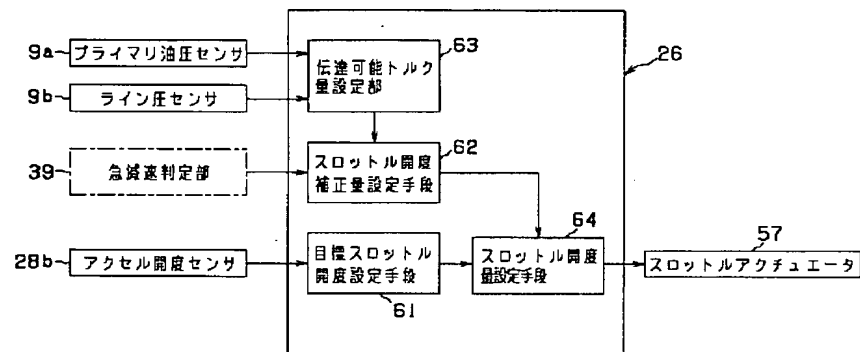 9a プライマリ油圧センサ
9b ライン圧センサ
39 急減速判定部
28b アクセル開度センサ
63
伝達可能トルク
量設定部
62
スロットル開度
補正量設定手段
目標スロットル
開度設定手段
61
64
スロットル開度
量設定手段
26
57
スロットルアクチュエータ